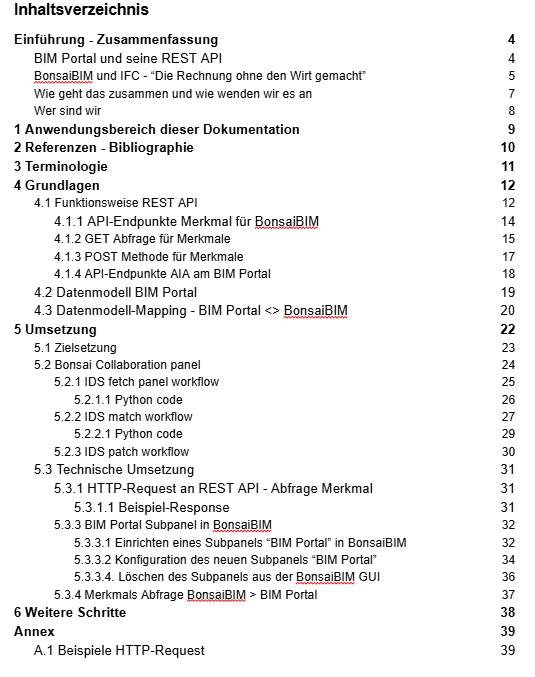 Inhaltsverzeichnis
Einführung - Zusammenfassung 4
BIM Portal und seine REST API 4
BonsaiBIM und IFC - “Die Rechnung ohne den Wirt gemacht” 5
Wie geht das zusammen und wie wenden wir es an 7
Wer sind wir 8
1 Anwendungsbereich dieser Dokumentation 9
2 Referenzen - Bibliographie 10
3 Terminologie 11
4 Grundlagen 12
4.1 Funktionsweise REST API 12
4.1.1 API-Endpunkte Merkmal für BonsaiBIM 14
4.1.2 GET Abfrage für Merkmale 15
4.1.3 POST Methode für Merkmale 17
4.1.4 API-Endpunkte AIA am BIM Portal 18
4.2 Datenmodell BIM Portal 19
4.3 Datenmodell-Mapping - BIM Portal <> BonsaiBIM 20
5 Umsetzung 22
5.1 Zielsetzung 23
5.2 Bonsai Collaboration panel 24
5.2.1 IDS fetch panel workflow 25
5.2.1.1 Python code 26
5.2.2 IDS match workflow 27
5.2.2.1 Python code 29
5.2.3 IDS patch workflow 30
5.3 Technische Umsetzung 31
5.3.1 HTTP-Request an REST API - Abfrage Merkmal 31
5.3.1.1 Beispiel-Response 31
5.3.3 BIM Portal Subpanel in BonsaiBIM 32
5.3.3.1 Einrichten eines Subpanels “BIM Portal” in BonsaiBIM 32
5.3.3.2 Konfiguration des neuen Subpanels “BIM Portal” 34
5.3.3.4. Löschen des Subpanels aus der BonsaiBIM GUI 36
5.3.4 Merkmals Abfrage BonsaiBIM > BIM Portal 37
6 Weitere Schritte 38
Annex 39
A.1 Beispiele HTTP-Request 39